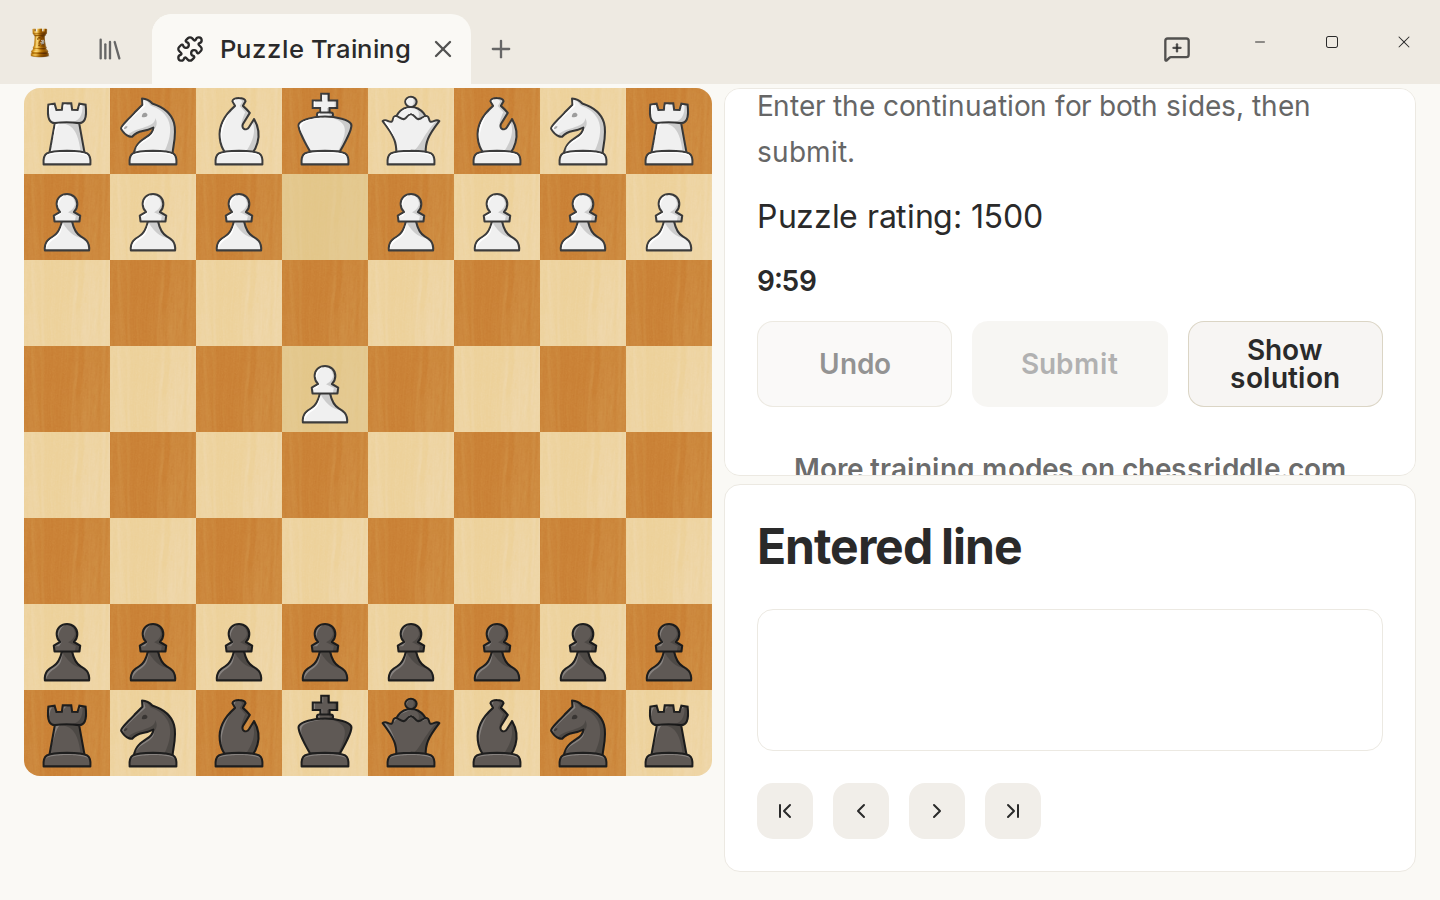 Puzzle Training
Enter the continuation for both sides, then
submit.
Puzzle rating: 1500
9:59
Undo
Submit
Show
solution
More training modes on chessriddle.com
Entered line